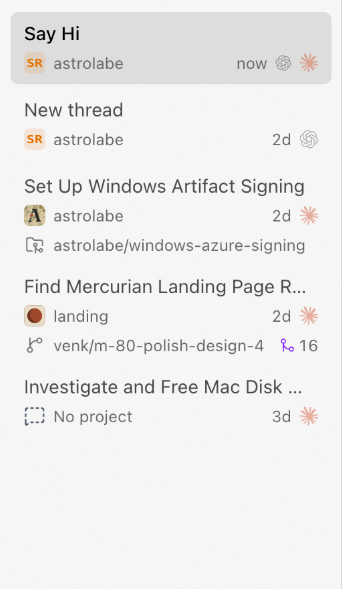 Say Hi
SR astrolabe now
New thread
SR astrolabe 2d
Set Up Windows Artifact Signing
A astrolabe 2d
astrolabe/windows-azure-signing
Find Mercurian Landing Page R...
landing 2d
venk/m-80-polish-design-4 16
Investigate and Free Mac Disk ...
No project 3d